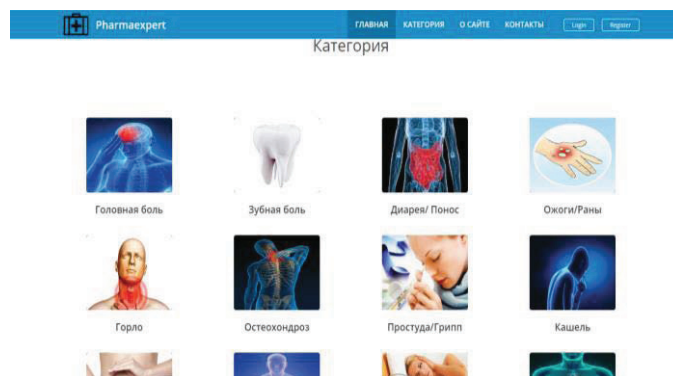 Pharmaexpert ГЛАВНАЯ КАТЕГОРИЯ О САЙТЕ КОНТАКТЫ Login Register
Категория
Головная боль Зубная боль Диарея/ Понос Ожоги/Раны
Горло Остеохондроз Простуда/Грипп Кашель